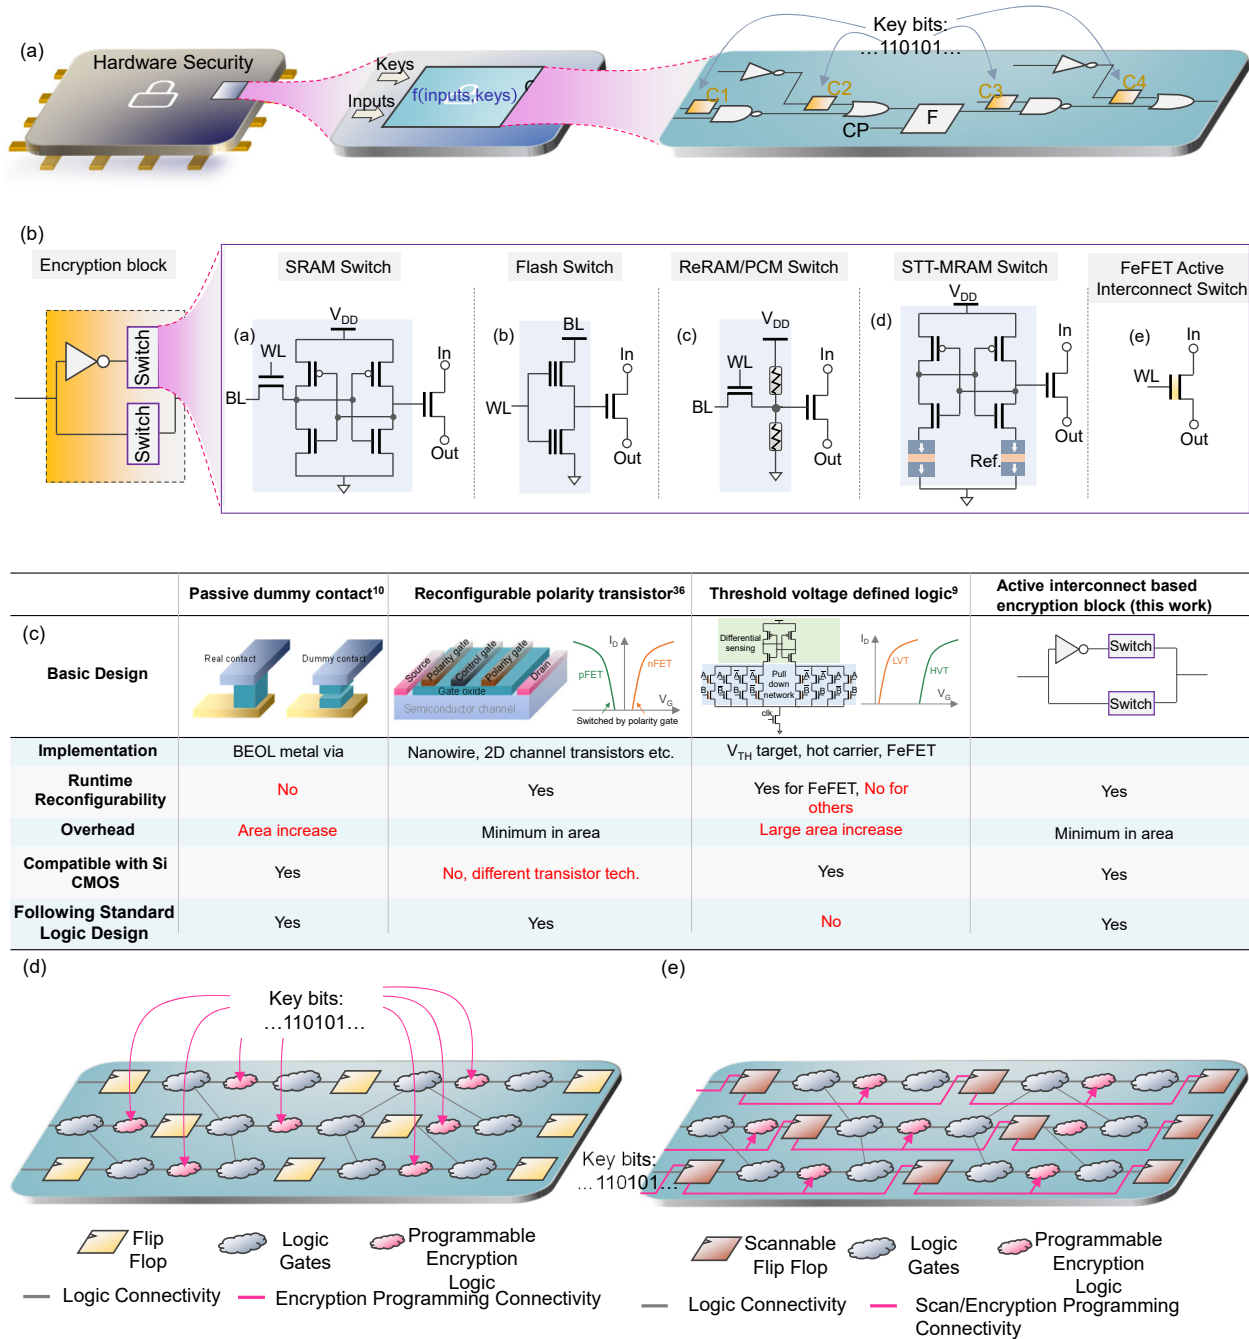 (a)
Hardware Security
Keys
Inputs
f(inputs,keys)
Key bits:
...110101...
C1
C2
C3
C4
CP
F
(b)
Encryption block
Switch
Switch
SRAM Switch
Flash Switch
ReRAM/PCM Switch
STT-MRAM Switch
FeFET Active
Interconnect Switch
(a)
VDD
WL
BL
In
Out
(b)
BL
WL
In
Out
(c)
VDD
WL
BL
In
Out
(d)
VDD
Ref.
In
Out
(e)
WL
In
Out
Passive dummy contact10
Reconfigurable polarity transistor36
Threshold voltage defined logic9
Active interconnect based
encryption block (this work)
(c)
Basic Design
Real contact
Dummy contact
Source
Polarity gate
Control gate
Polarity gate
Drain
Gate oxide
Semiconductor channel
ID
pFET
nFET
VG
Switched by polarity gate
Differential
sensing
A A̅ A A̅ A̅ A A̅ A
B B̅ B̅ B B̅ B B B̅
Pull
down
network
clk
ID
LVT
HVT
VG
Switch
Switch
Implementation
BEOL metal via
Nanowire, 2D channel transistors etc.
VTH target, hot carrier, FeFET
Runtime
Reconfigurability
No
Yes
Yes for FeFET, No for
others
Yes
Overhead
Area increase
Minimum in area
Large area increase
Minimum in area
Compatible with Si
CMOS
Yes
No, different transistor tech.
Yes
Yes
Following Standard
Logic Design
Yes
Yes
No
Yes
(d)
Key bits:
...110101...
Flip
Flop
Logic
Gates
Programmable
Encryption
Logic
Logic Connectivity
Encryption Programming Connectivity
(e)
Key bits:
...110101...
Scannable
Flip Flop
Logic
Gates
Programmable
Encryption
Logic
Logic Connectivity
Scan/Encryption Programming
Connectivity